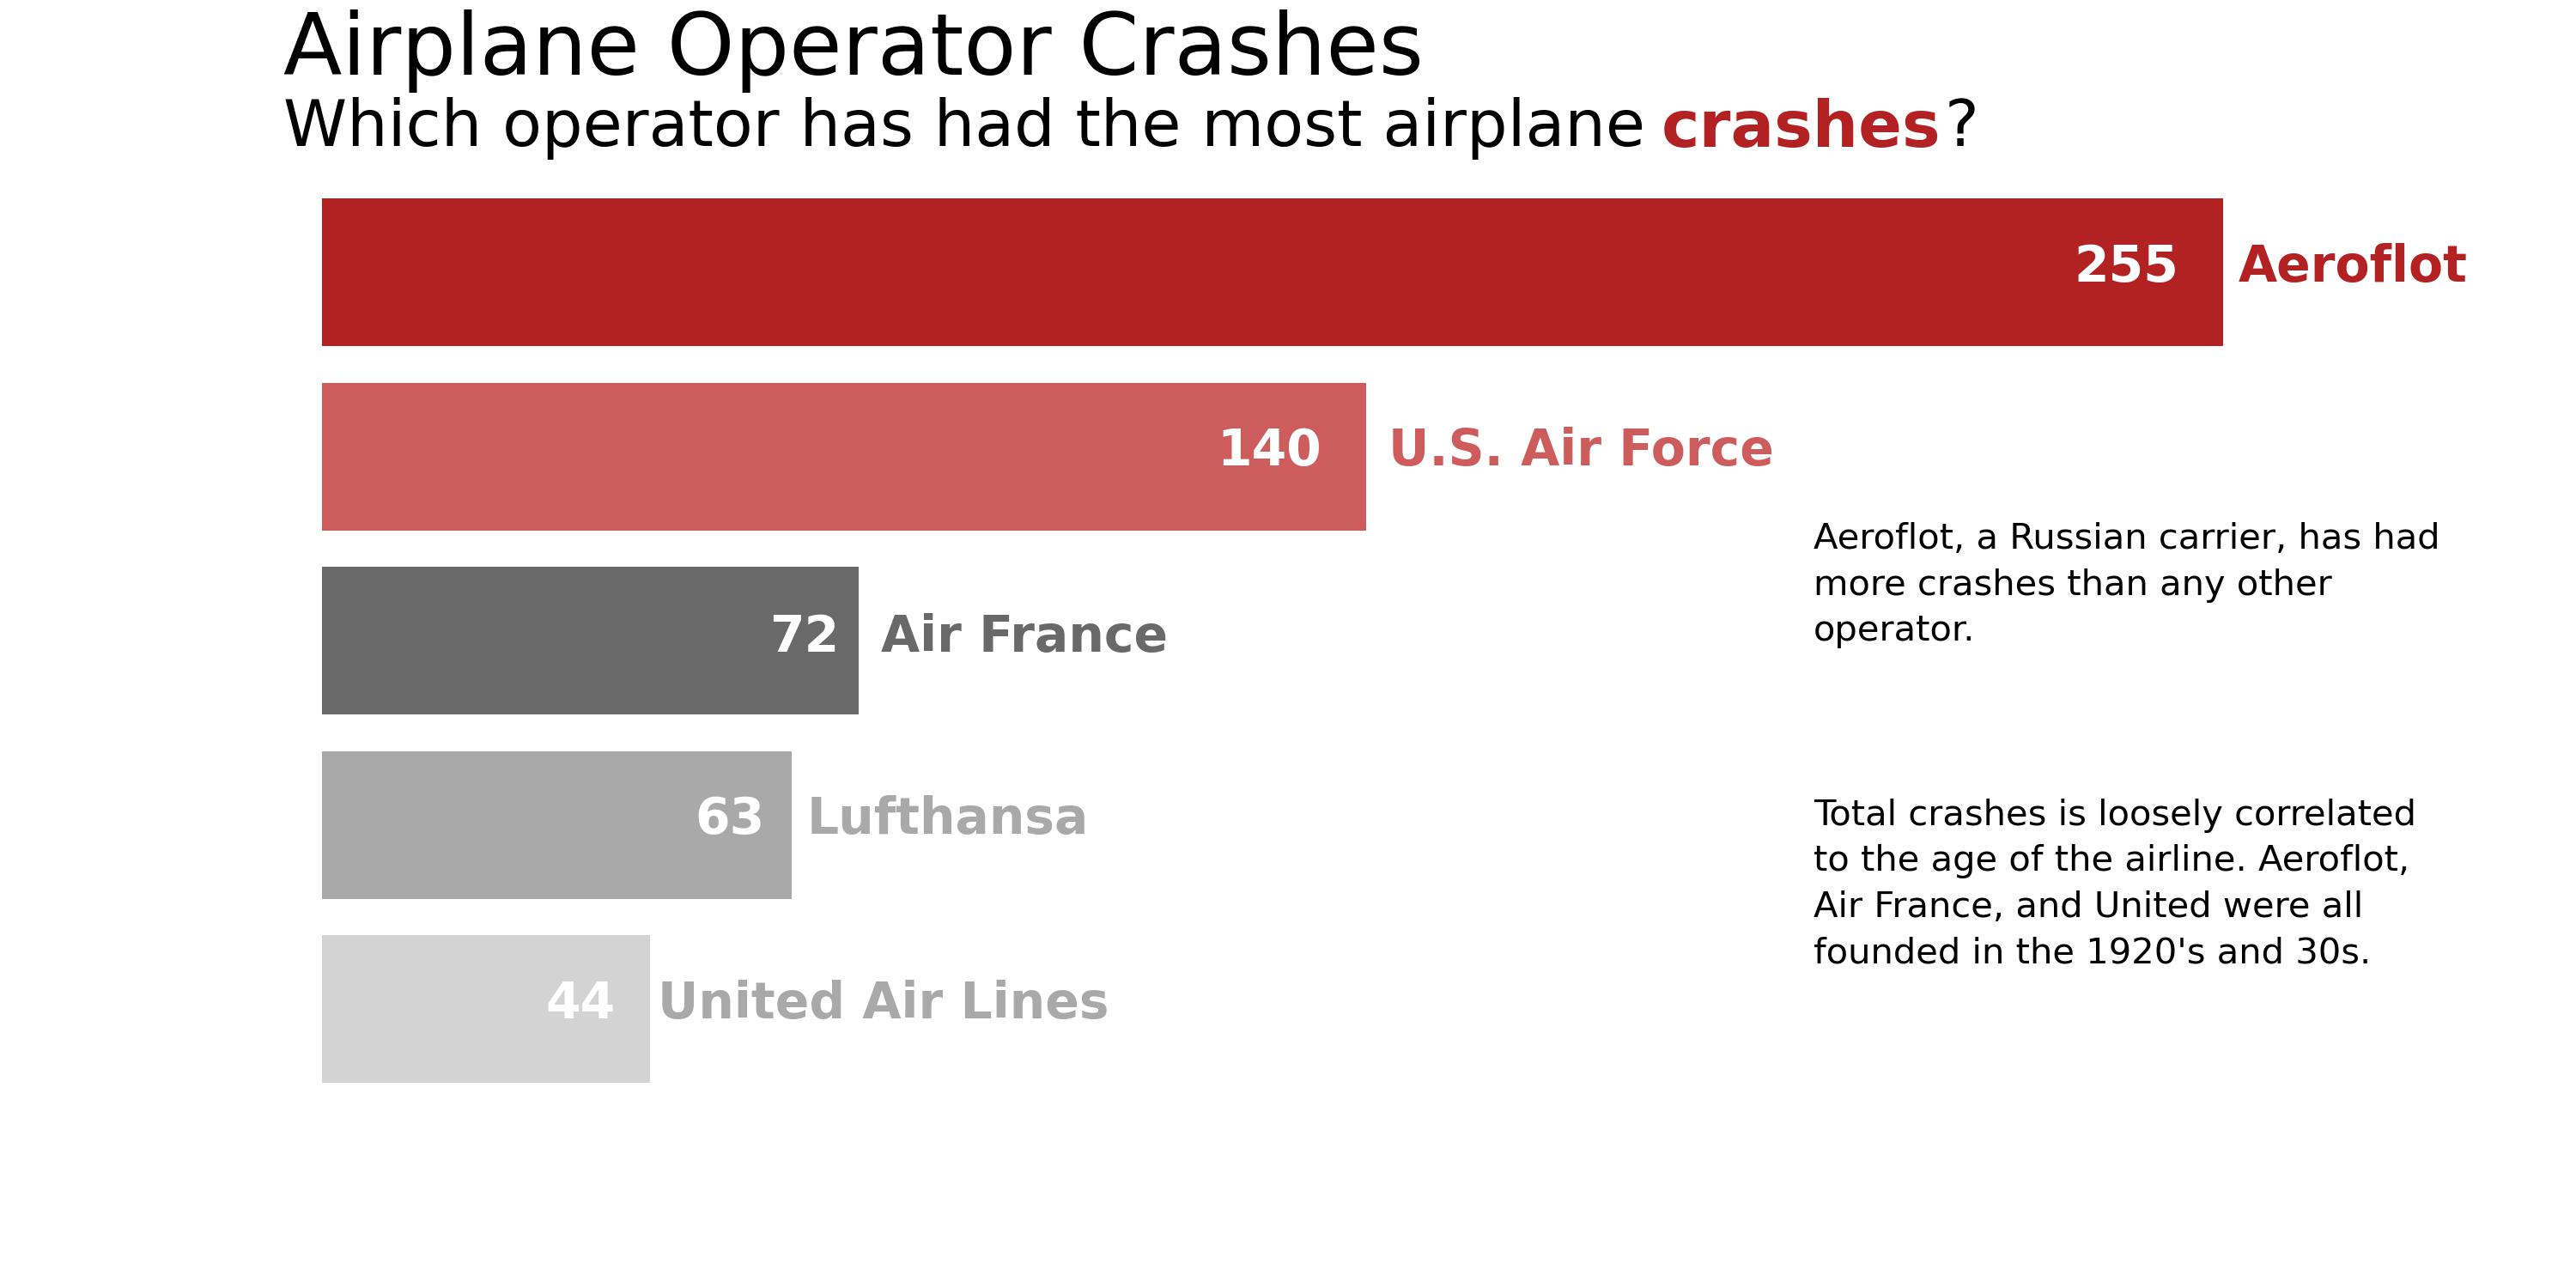 Airplane Operator Crashes
Which operator has had the most airplane crashes?
255 Aeroflot
140 U.S. Air Force
72 Air France
63 Lufthansa
44 United Air Lines
Aeroflot, a Russian carrier, has had
more crashes than any other
operator.
Total crashes is loosely correlated
to the age of the airline. Aeroflot,
Air France, and United were all
founded in the 1920's and 30s.